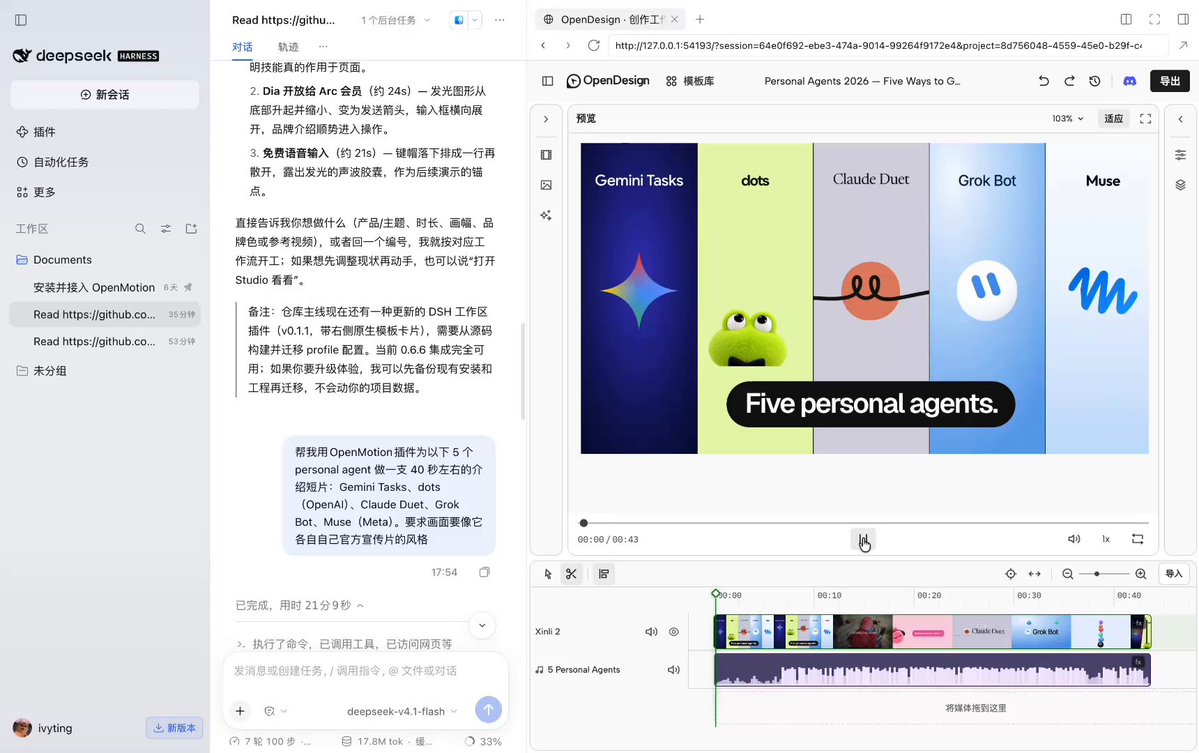 deepseek HARNESS
新会话
插件
自动化任务
更多
工作区
Documents
安装并接入 OpenMotion 6天
Read https://github.co... 35分钟
Read https://github.co... 53分钟
未分组
ivyting
新版本
Read https://githu...
1 个后台任务
对话
轨迹
明技能真的作用于页面。
2. Dia 开放给 Arc 会员（约 24s）— 发光图形从
底部升起并缩小、变为发送箭头，输入框横向展
开，品牌介绍顺势进入操作。
3. 免费语音输入（约 21s）— 键帽落下排成一行再
散开，露出发光的声波胶囊，作为后续演示的锚
点。
直接告诉我你想做什么（产品/主题、时长、画幅、品
牌色或参考视频），或者回一个编号，我就按对应工
作流开工；如果想先调整现状再动手，也可以说“打开
Studio 看看”。
备注：仓库主线现在还有一种更新的 DSH 工作区
插件（v0.1.1，带右侧原生模板卡片），需要从源码
构建并迁移 profile 配置。当前 0.6.6 集成完全可
用；如果你要升级体验，我可以先备份现有安装和
工程再迁移，不会动你的项目数据。
帮我用OpenMotion插件为以下 5 个
personal agent 做一支 40 秒左右的介
绍短片：Gemini Tasks、dots
（OpenAI）、Claude Duet、Grok
Bot、Muse（Meta）。要求画面要像它
各自自己官方宣传片的风格
17:54
已完成，用时 21 分 9 秒
执行了命令，已调用工具，已访问网页等
发消息或创建任务，/ 调用指令，@ 文件或对话
deepseek-v4.1-flash
7 轮 100 步 ·...
17.8M tok · 缓...
33%
OpenDesign · 创作工作
http://127.0.0.1:54193/?session=64e0f692-ebe3-474a-9014-99264f9172e4&project=8d756048-4559-45e0-b29f-c4
OpenDesign
模板库
Personal Agents 2026 — Five Ways to G...
导出
预览
103%
适应
Gemini Tasks
dots
Claude Duet
Grok Bot
Muse
Five personal agents.
00:00 / 00:43
1x
导入
00:00
00:10
00:20
00:30
00:40
Xinli 2
Claude Duet
Grok Bot
fx
5 Personal Agents
fx
将媒体拖到这里